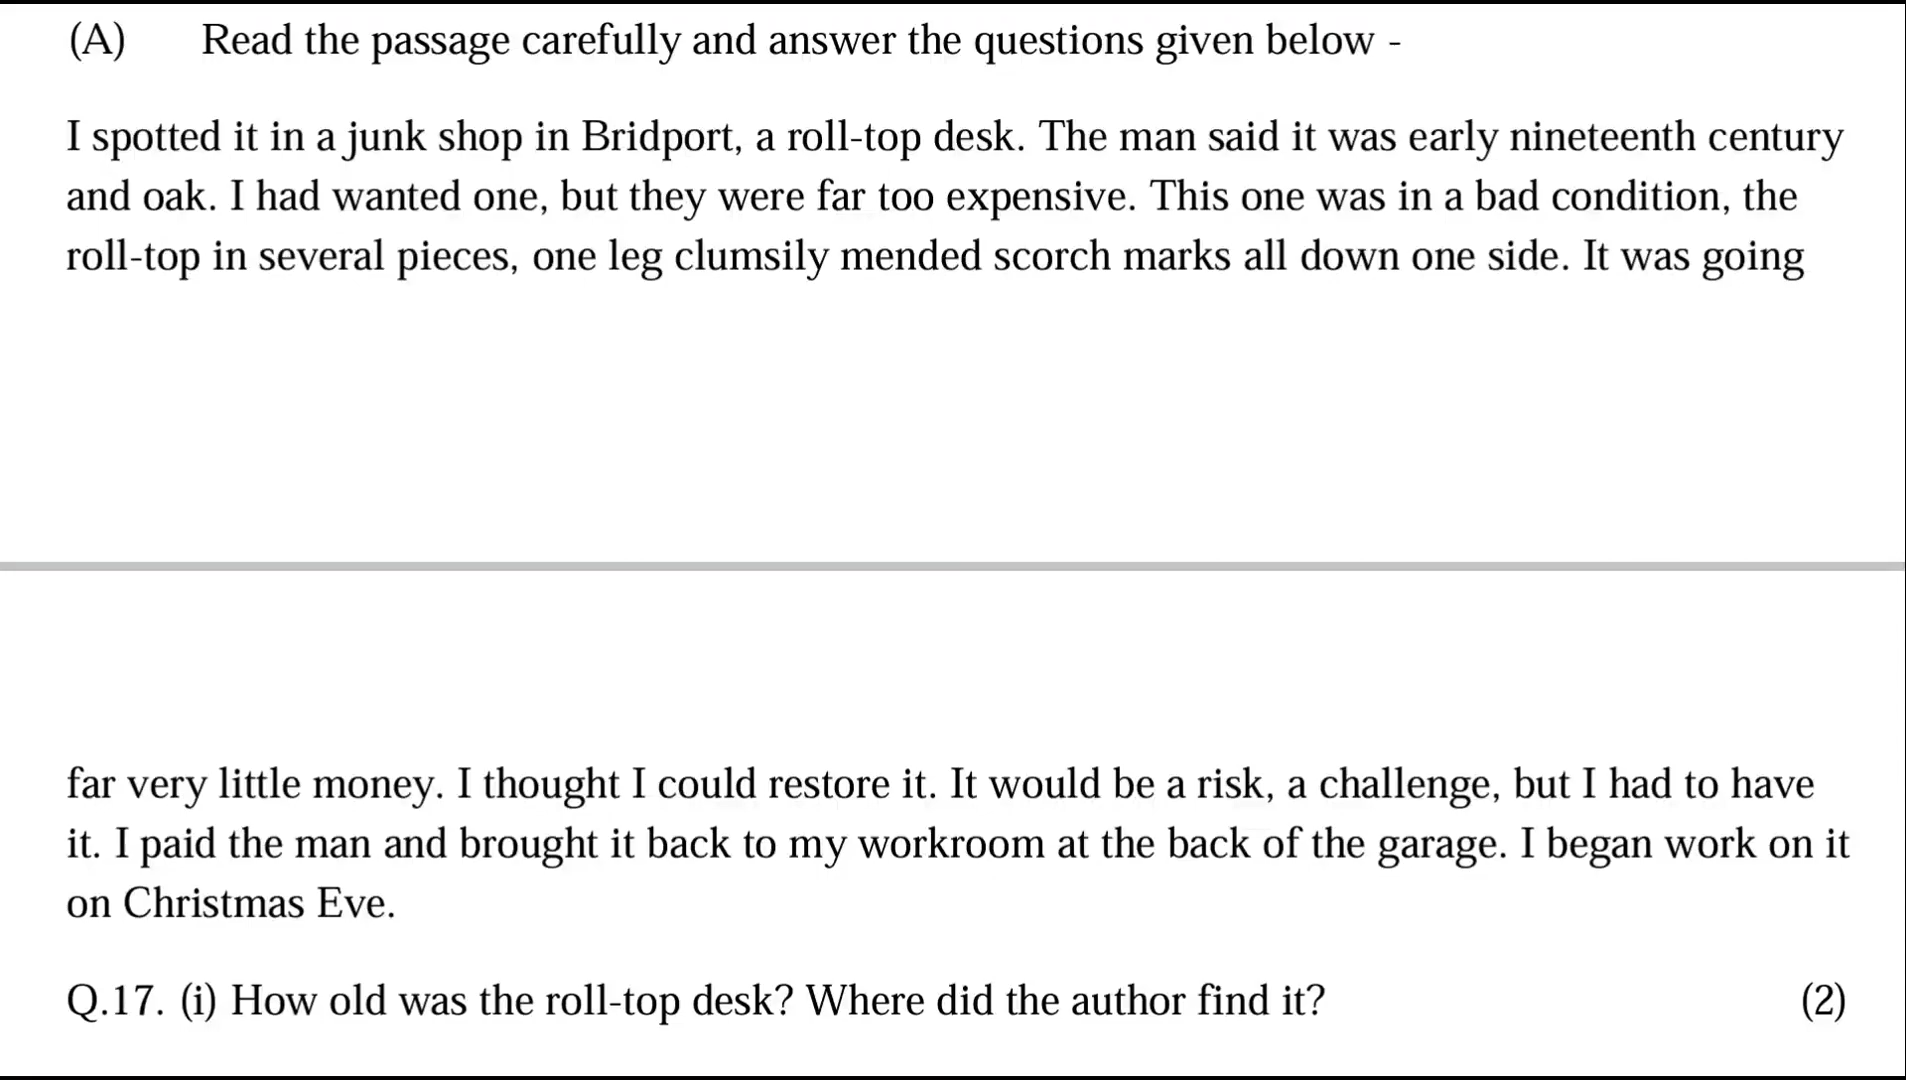 (A) Read the passage carefully and answer the questions given below -
I spotted it in a junk shop in Bridport, a roll-top desk. The man said it was early nineteenth century
and oak. I had wanted one, but they were far too expensive. This one was in a bad condition, the
roll-top in several pieces, one leg clumsily mended scorch marks all down one side. It was going
far very little money. I thought I could restore it. It would be a risk, a challenge, but I had to have
it. I paid the man and brought it back to my workroom at the back of the garage. I began work on it
on Christmas Eve.
Q.17. (i) How old was the roll-top desk? Where did the author find it? (2)